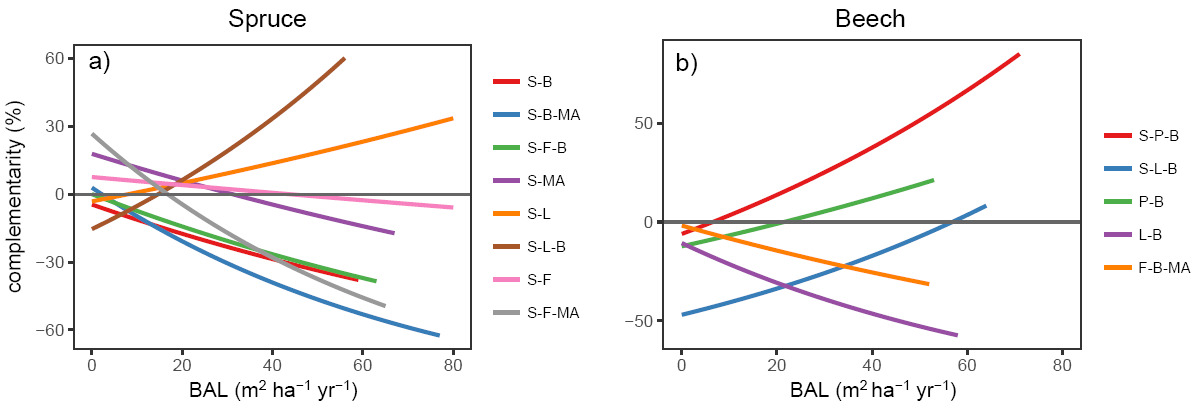 Spruce
a)
complementarity (%)
60
30
0
−30
−60
0
20
40
60
80
BAL (m² ha⁻¹ yr⁻¹)
S-B
S-B-MA
S-F-B
S-MA
S-L
S-L-B
S-F
S-F-MA
Beech
b)
50
0
−50
0
20
40
60
80
BAL (m² ha⁻¹ yr⁻¹)
S-P-B
S-L-B
P-B
L-B
F-B-MA